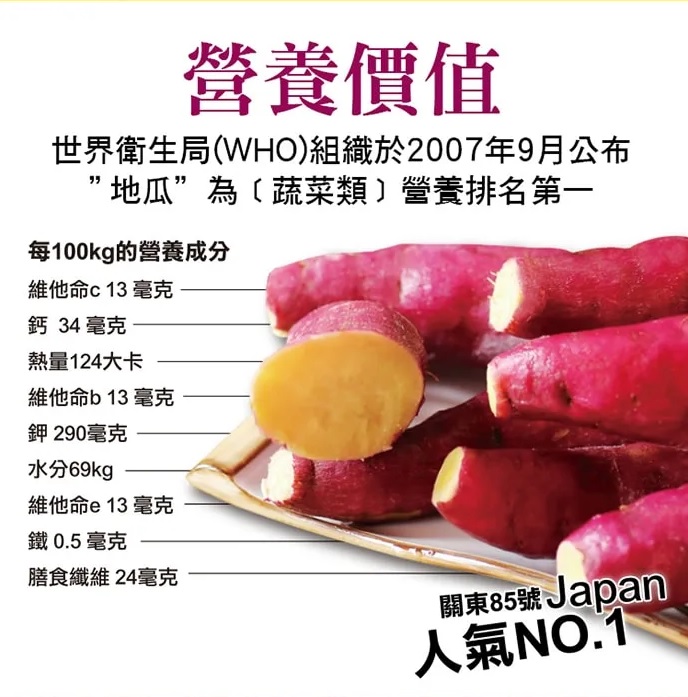 營養價值
世界衛生局(WHO)組織於2007年9月公布
”地瓜”為﹝蔬菜類﹞營養排名第一
每100kg的營養成分
維他命c 13 毫克
鈣 34 毫克
熱量124大卡
維他命b 13 毫克
鉀 290毫克
水分69kg
維他命e 13 毫克
鐵 0.5 毫克
膳食纖維 24毫克
關東85號Japan
人氣NO.1